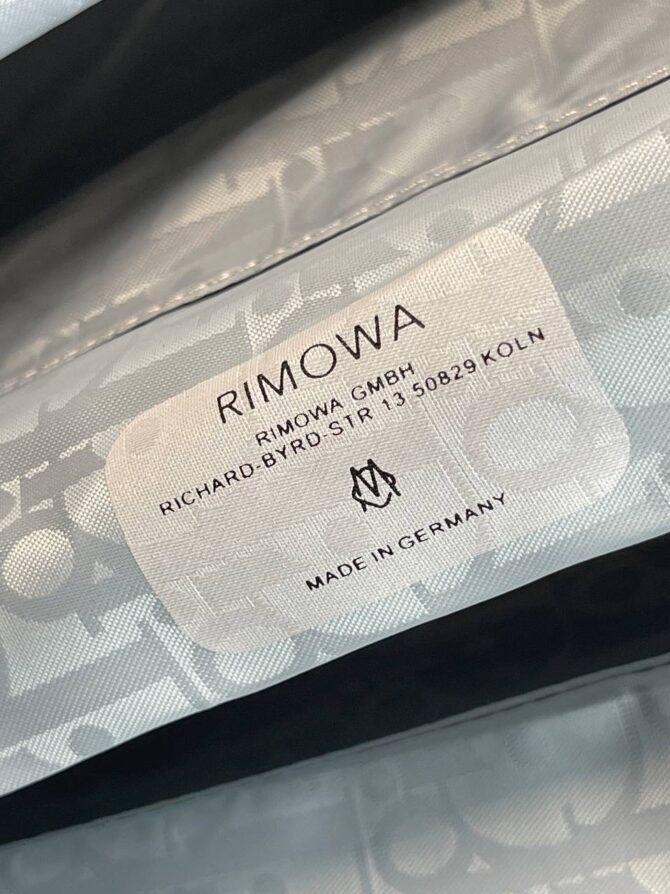 RIMOWA
RIMOWA GMBH
RICHARD-BYRD-STR 13 50829 KOLN
MADE IN GERMANY